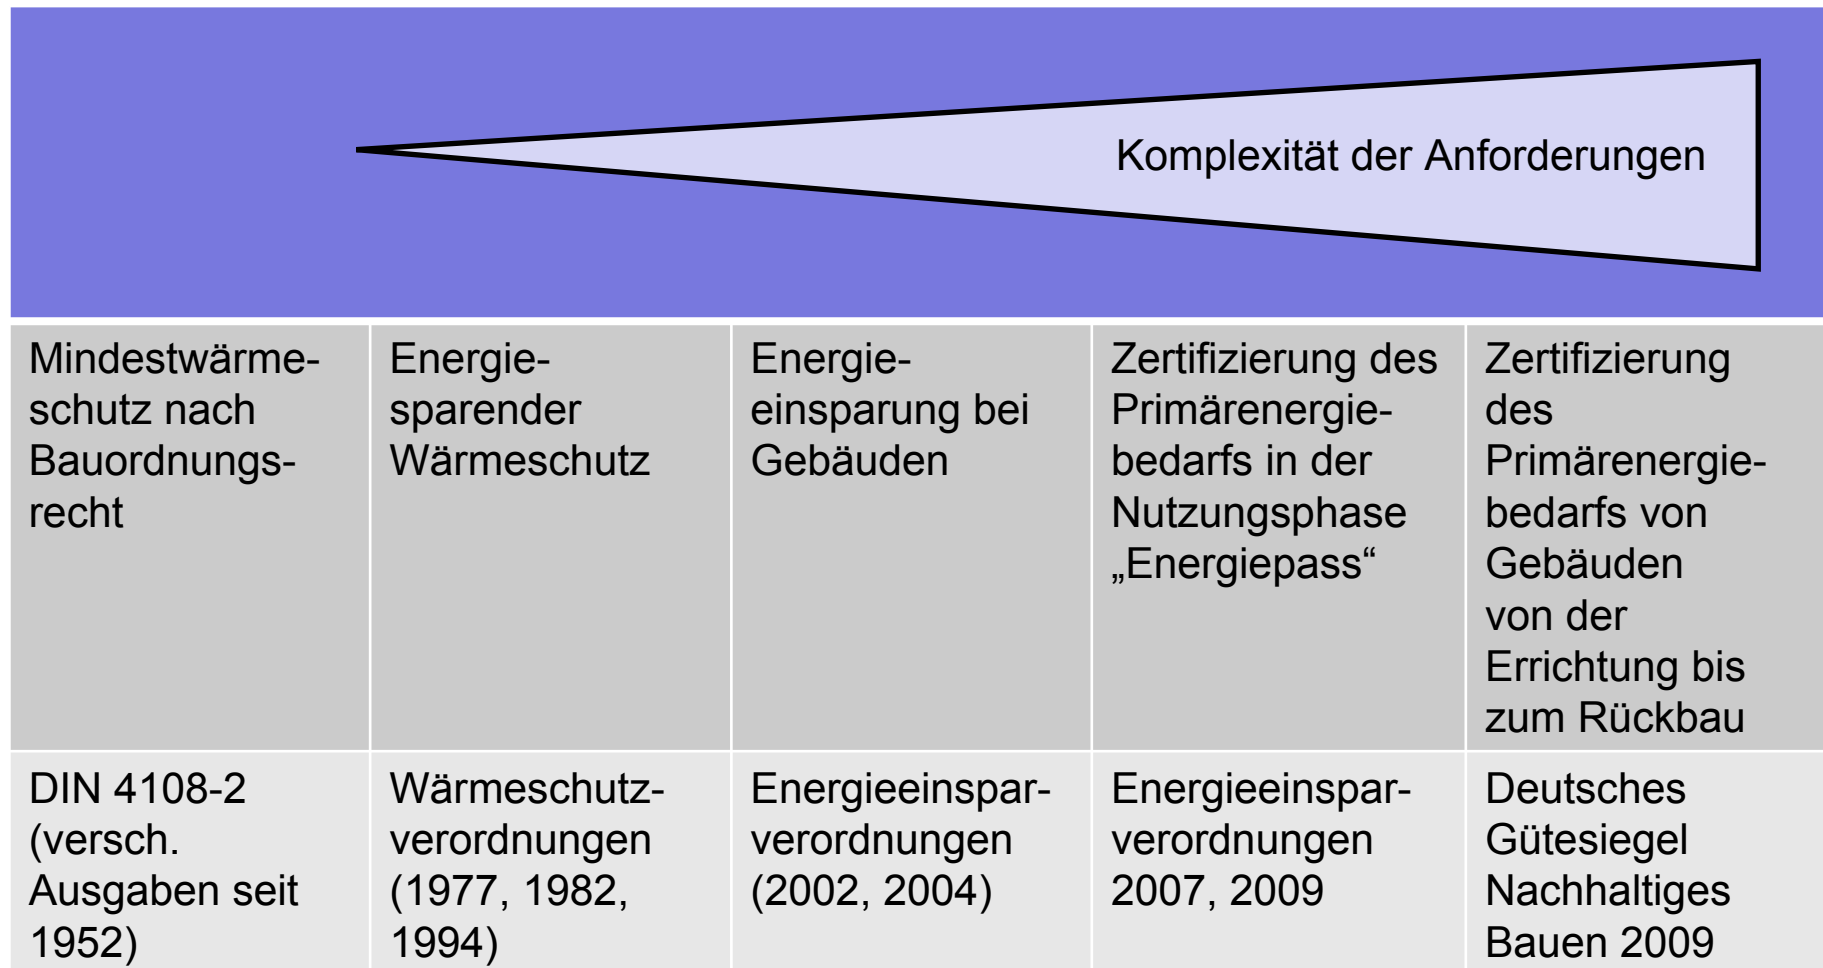 Komplexität der Anforderungen
Mindestwärme-
schutz nach
Bauordnungs-
recht
Energie-
sparender
Wärmeschutz
Energie-
einsparung bei
Gebäuden
Zertifizierung des
Primärenergie-
bedarfs in der
Nutzungsphase
„Energiepass“
Zertifizierung
des
Primärenergie-
bedarfs von
Gebäuden
von der
Errichtung bis
zum Rückbau
DIN 4108-2
(versch.
Ausgaben seit
1952)
Wärmeschutz-
verordnungen
(1977, 1982,
1994)
Energieeinspar-
verordnungen
(2002, 2004)
Energieeinspar-
verordnungen
2007, 2009
Deutsches
Gütesiegel
Nachhaltiges
Bauen 2009